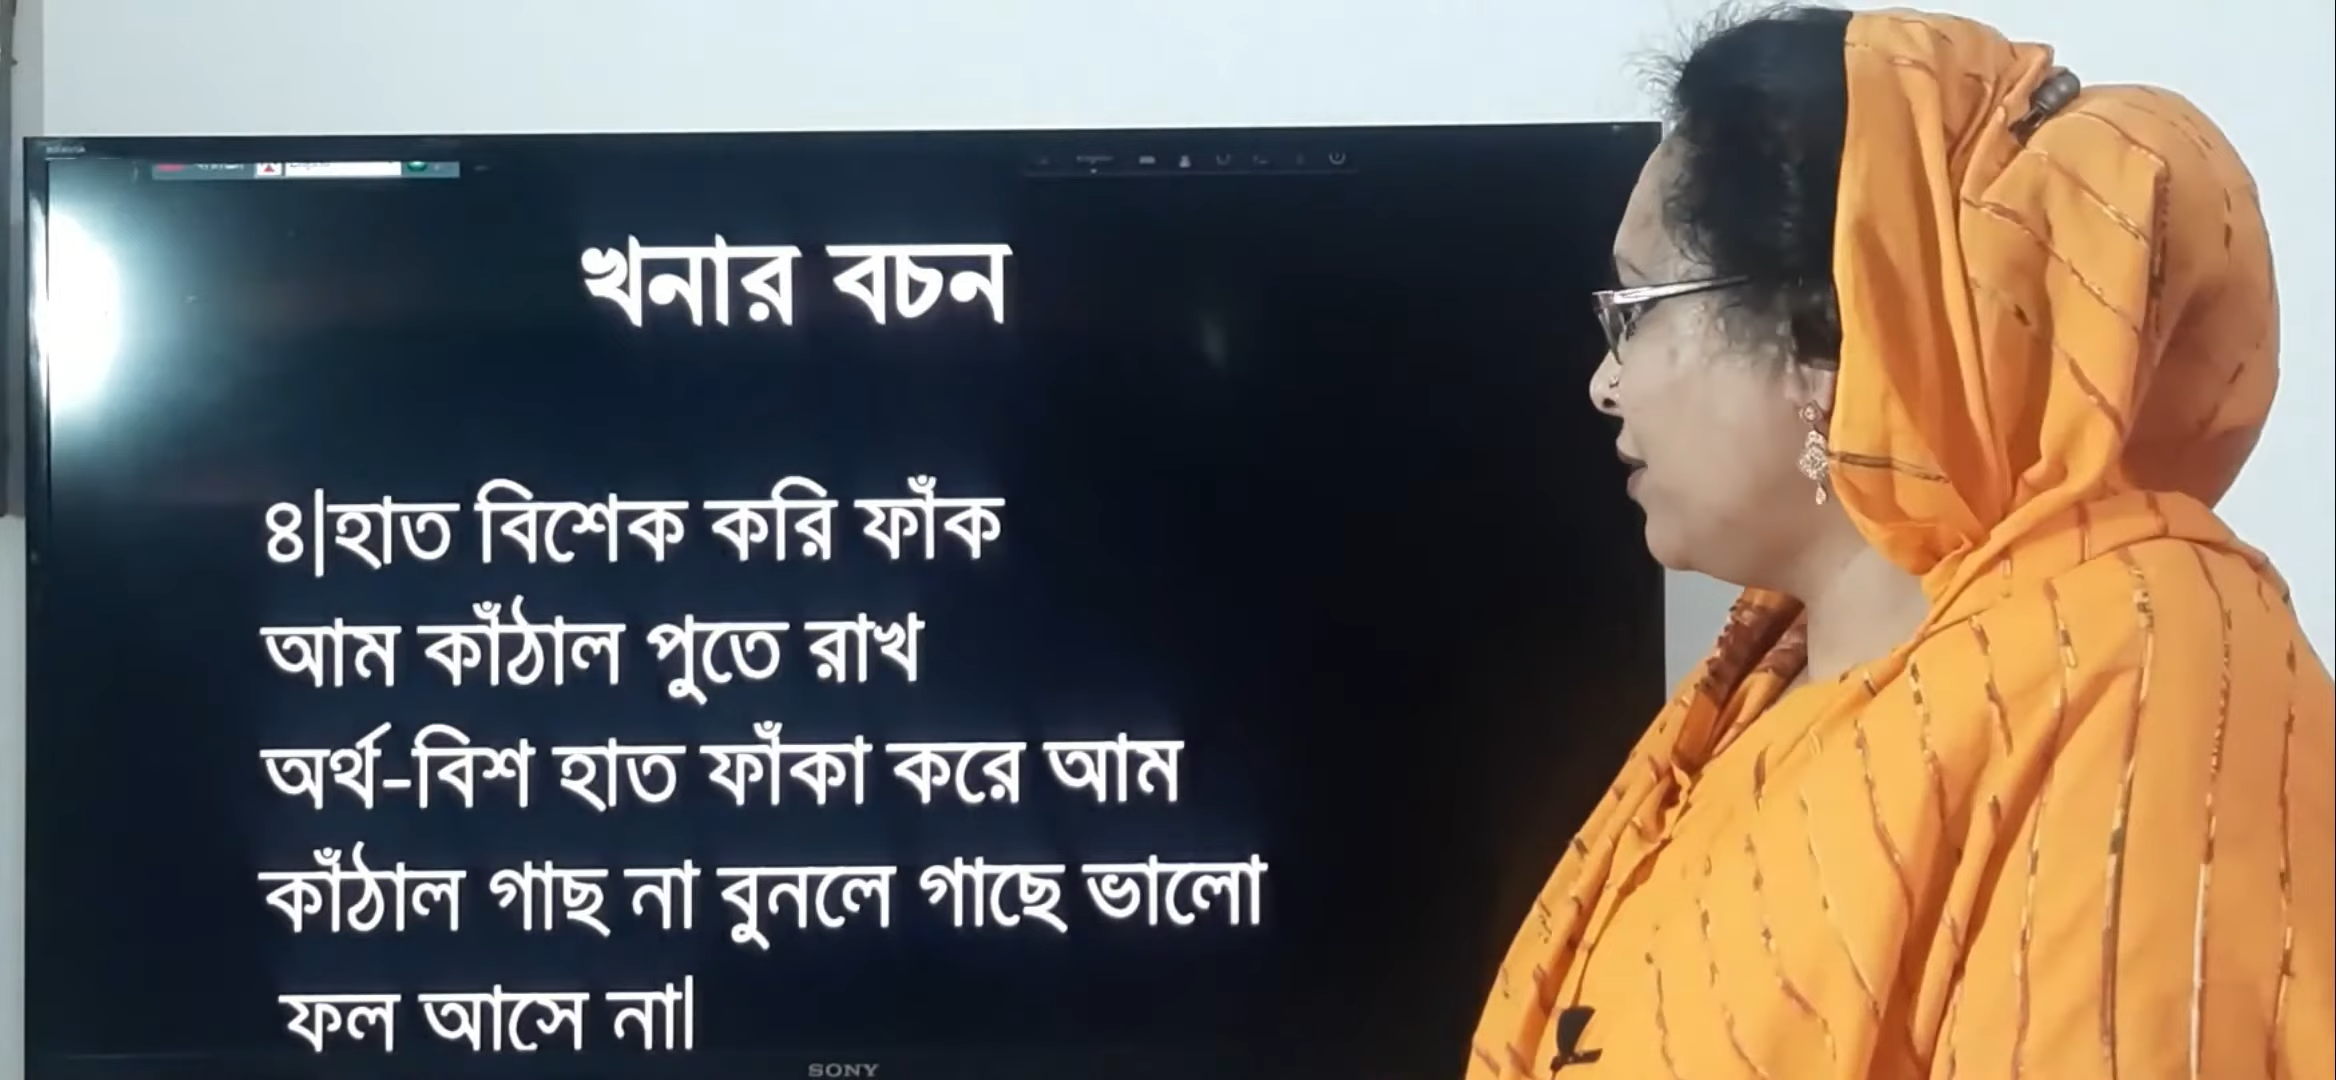 খনার বচন
৪|হাত বিশেক করি ফাঁক
আম কাঁঠাল পুতে রাখ
অর্থ-বিশ হাত ফাঁকা করে আম
কাঁঠাল গাছ না বুনলে গাছে ভালো
ফল আসে না|
SONY